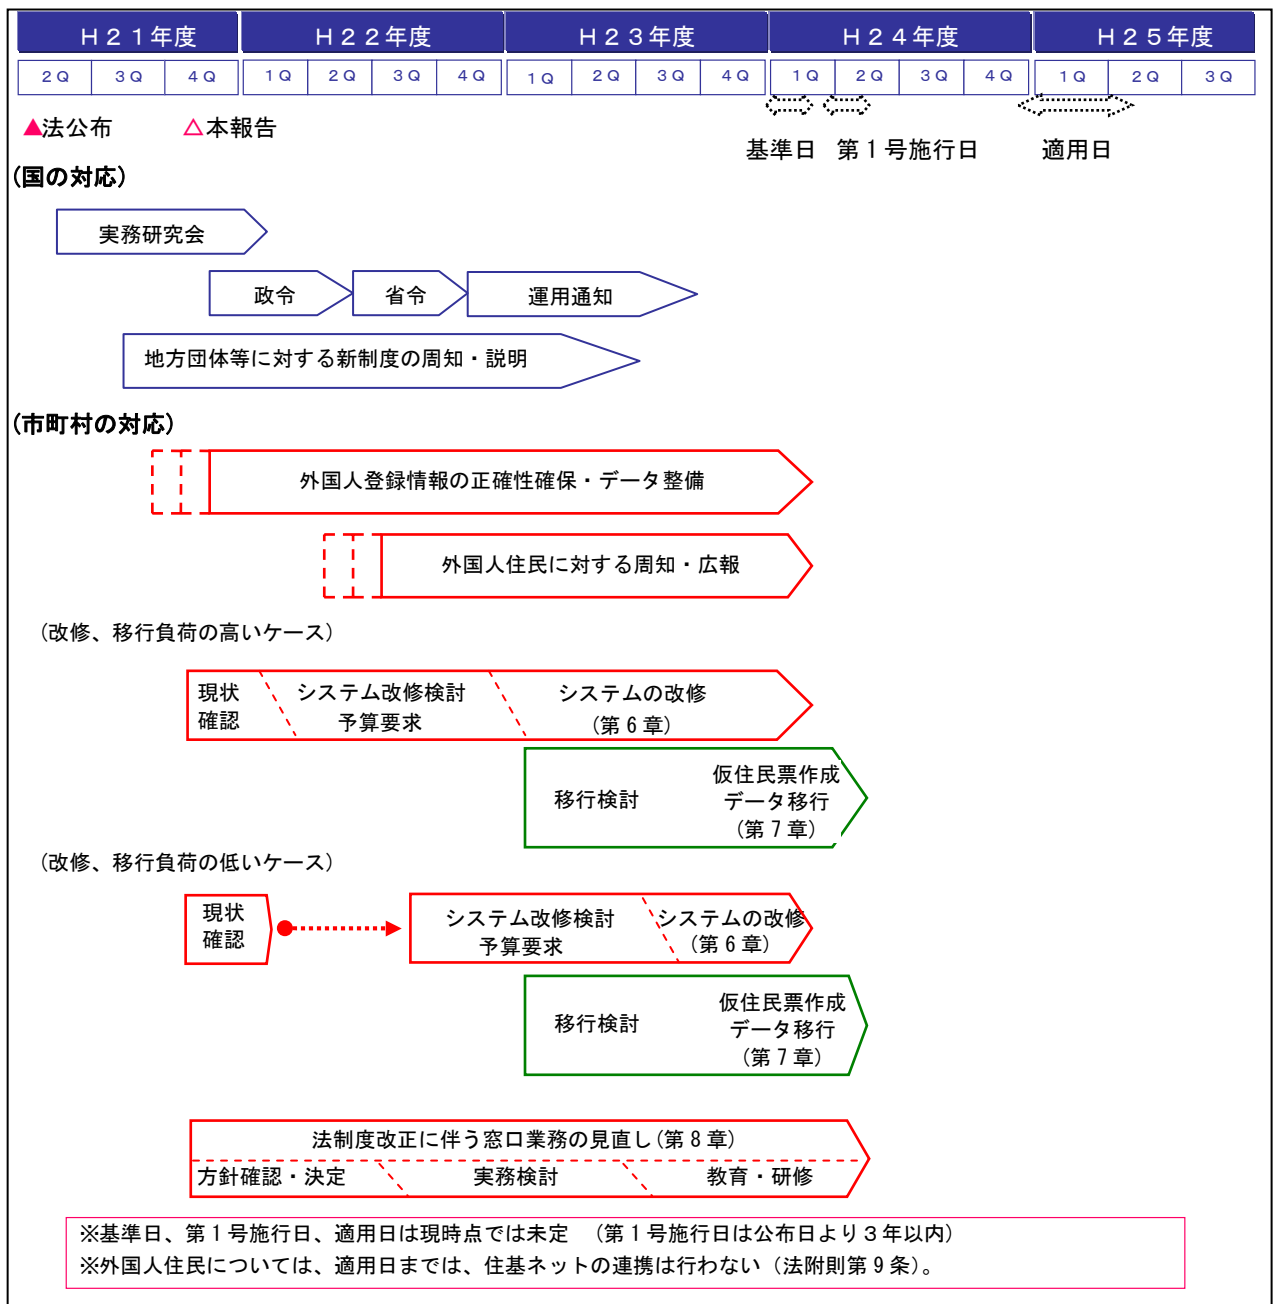 Ｈ２１年度 Ｈ２２年度 Ｈ２３年度 Ｈ２４年度 Ｈ２５年度
２Ｑ ３Ｑ ４Ｑ １Ｑ ２Ｑ ３Ｑ ４Ｑ １Ｑ ２Ｑ ３Ｑ ４Ｑ １Ｑ ２Ｑ ３Ｑ ４Ｑ １Ｑ ２Ｑ ３Ｑ
▲法公布 △本報告
基準日 第１号施行日 適用日
(国の対応)
実務研究会
政令 省令 運用通知
地方団体等に対する新制度の周知・説明
(市町村の対応)
外国人登録情報の正確性確保・データ整備
外国人住民に対する周知・広報
（改修、移行負荷の高いケース）
現状
確認
システム改修検討
予算要求
システムの改修
（第６章）
移行検討
仮住民票作成
データ移行
（第７章）
（改修、移行負荷の低いケース）
現状
確認
システム改修検討
予算要求
システムの改修
（第６章）
移行検討
仮住民票作成
データ移行
（第７章）
法制度改正に伴う窓口業務の見直し（第８章）
方針確認・決定 実務検討 教育・研修
※基準日、第１号施行日、適用日は現時点では未定　（第１号施行日は公布日より３年以内）
※外国人住民については、適用日までは、住基ネットの連携は行わない（法附則第９条）。